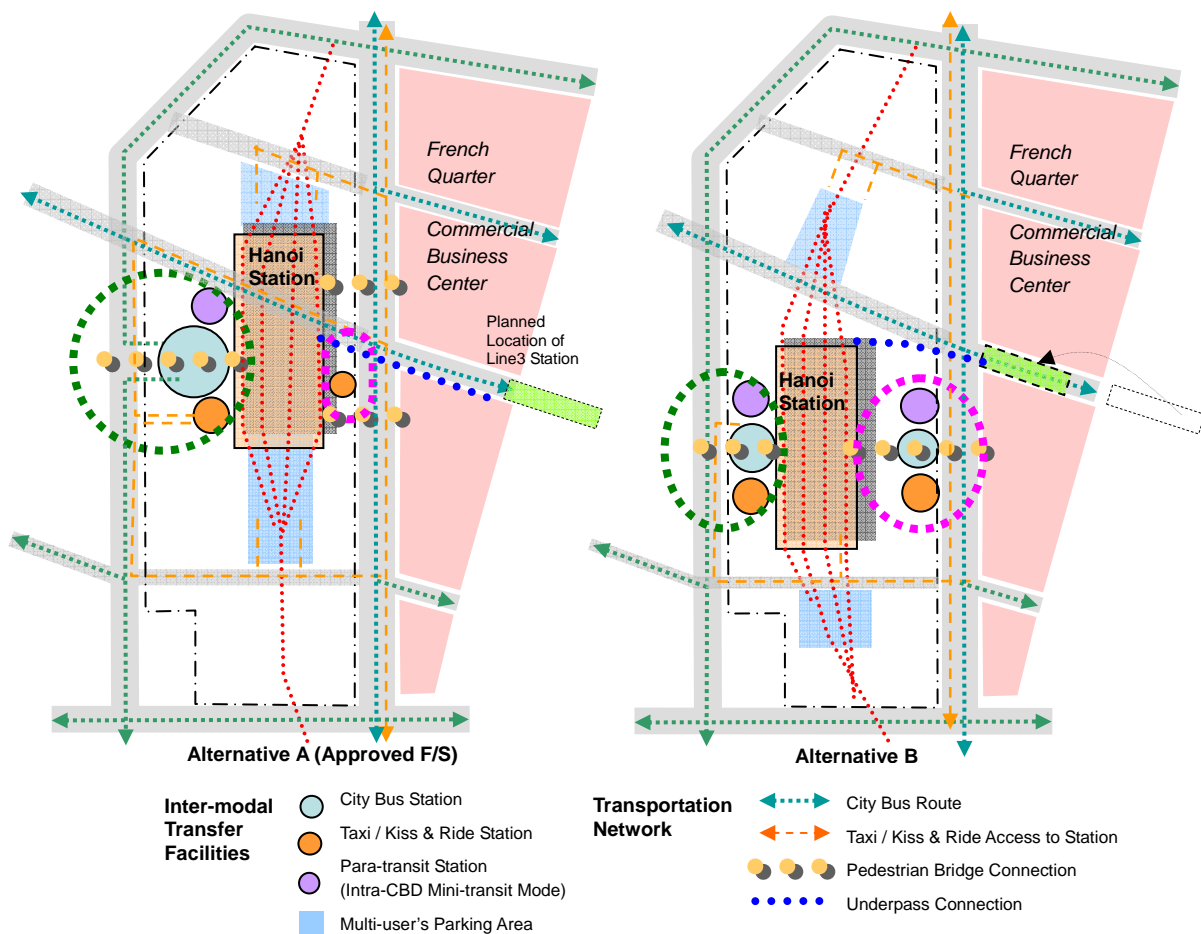 French
Quarter
Commercial
Business
Center
Hanoi
Station
Planned
Location of
Line3 Station
Alternative A (Approved F/S)
French
Quarter
Commercial
Business
Center
Hanoi
Station
Alternative B
Inter-modal
Transfer
Facilities
City Bus Station
Taxi / Kiss & Ride Station
Para-transit Station
(Intra-CBD Mini-transit Mode)
Multi-user's Parking Area
Transportation
Network
City Bus Route
Taxi / Kiss & Ride Access to Station
Pedestrian Bridge Connection
Underpass Connection